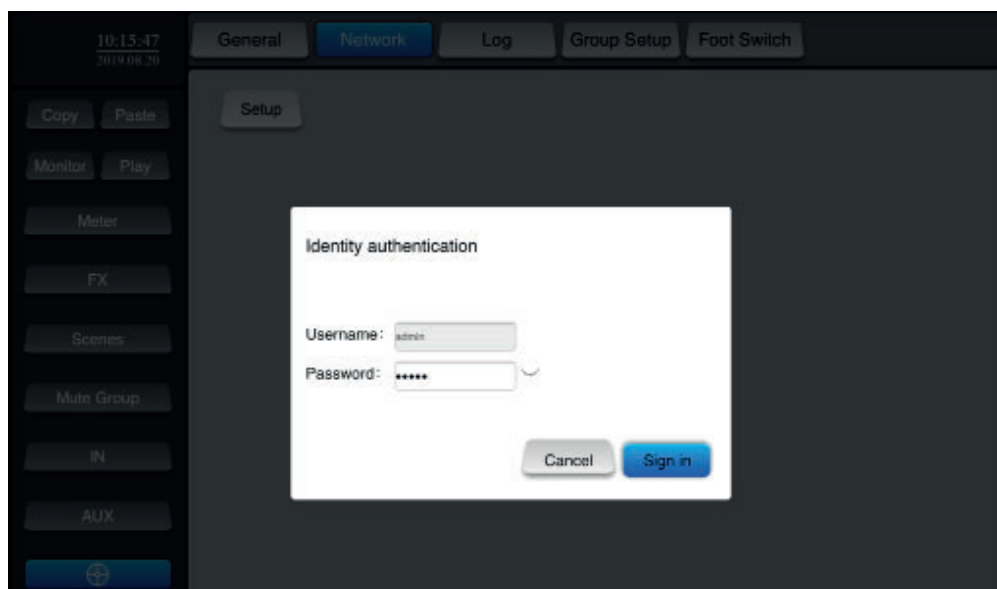 10:15:47
2019.08.20
General
Network
Log
Group Setup
Foot Switch
Copy
Paste
Setup
Monitor
Play
Meter
FX
Scenes
Mute Group
IN
AUX
Identity authentication
Username:
admin
Password:
•••••
Cancel
Sign in